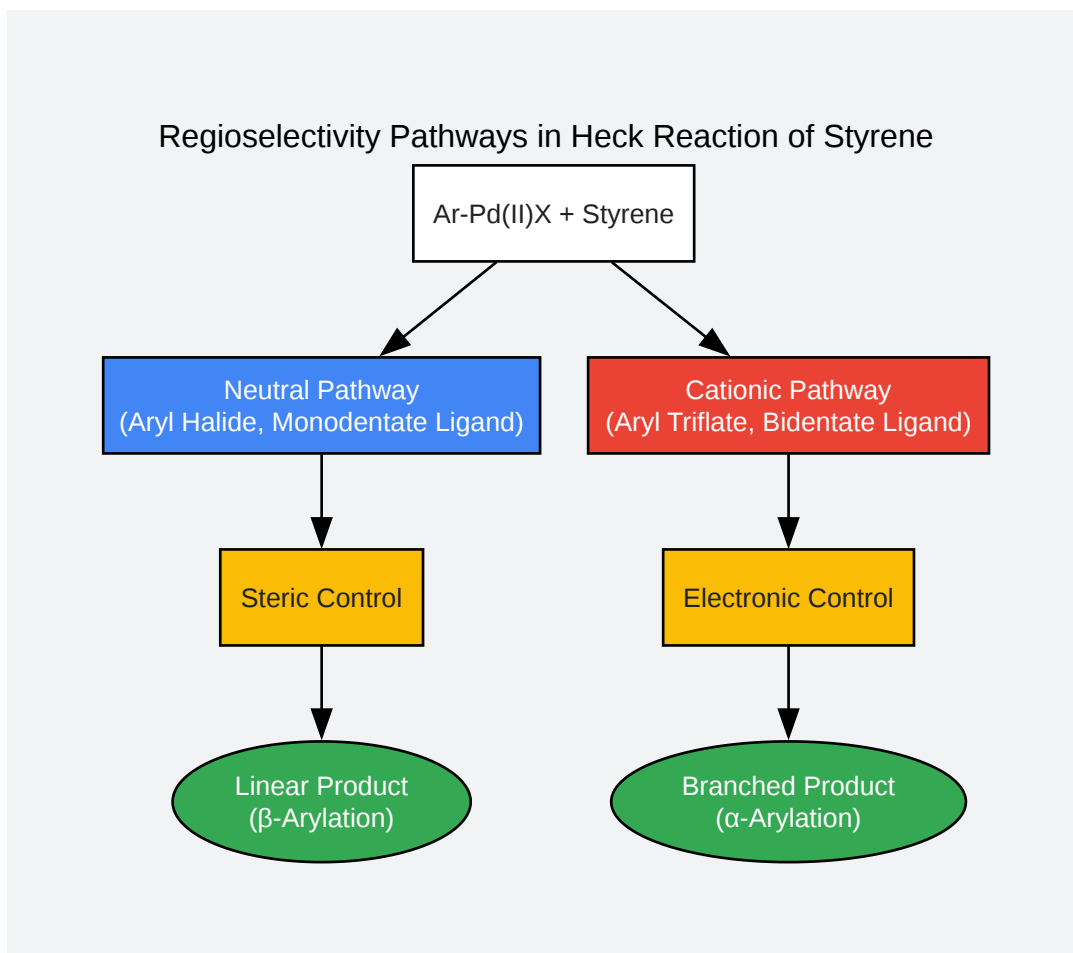 Regioselectivity Pathways in Heck Reaction of Styrene
Ar-Pd(II)X + Styrene
Neutral Pathway
(Aryl Halide, Monodentate Ligand)
Cationic Pathway
(Aryl Triflate, Bidentate Ligand)
Steric Control
Electronic Control
Linear Product
(β-Arylation)
Branched Product
(α-Arylation)